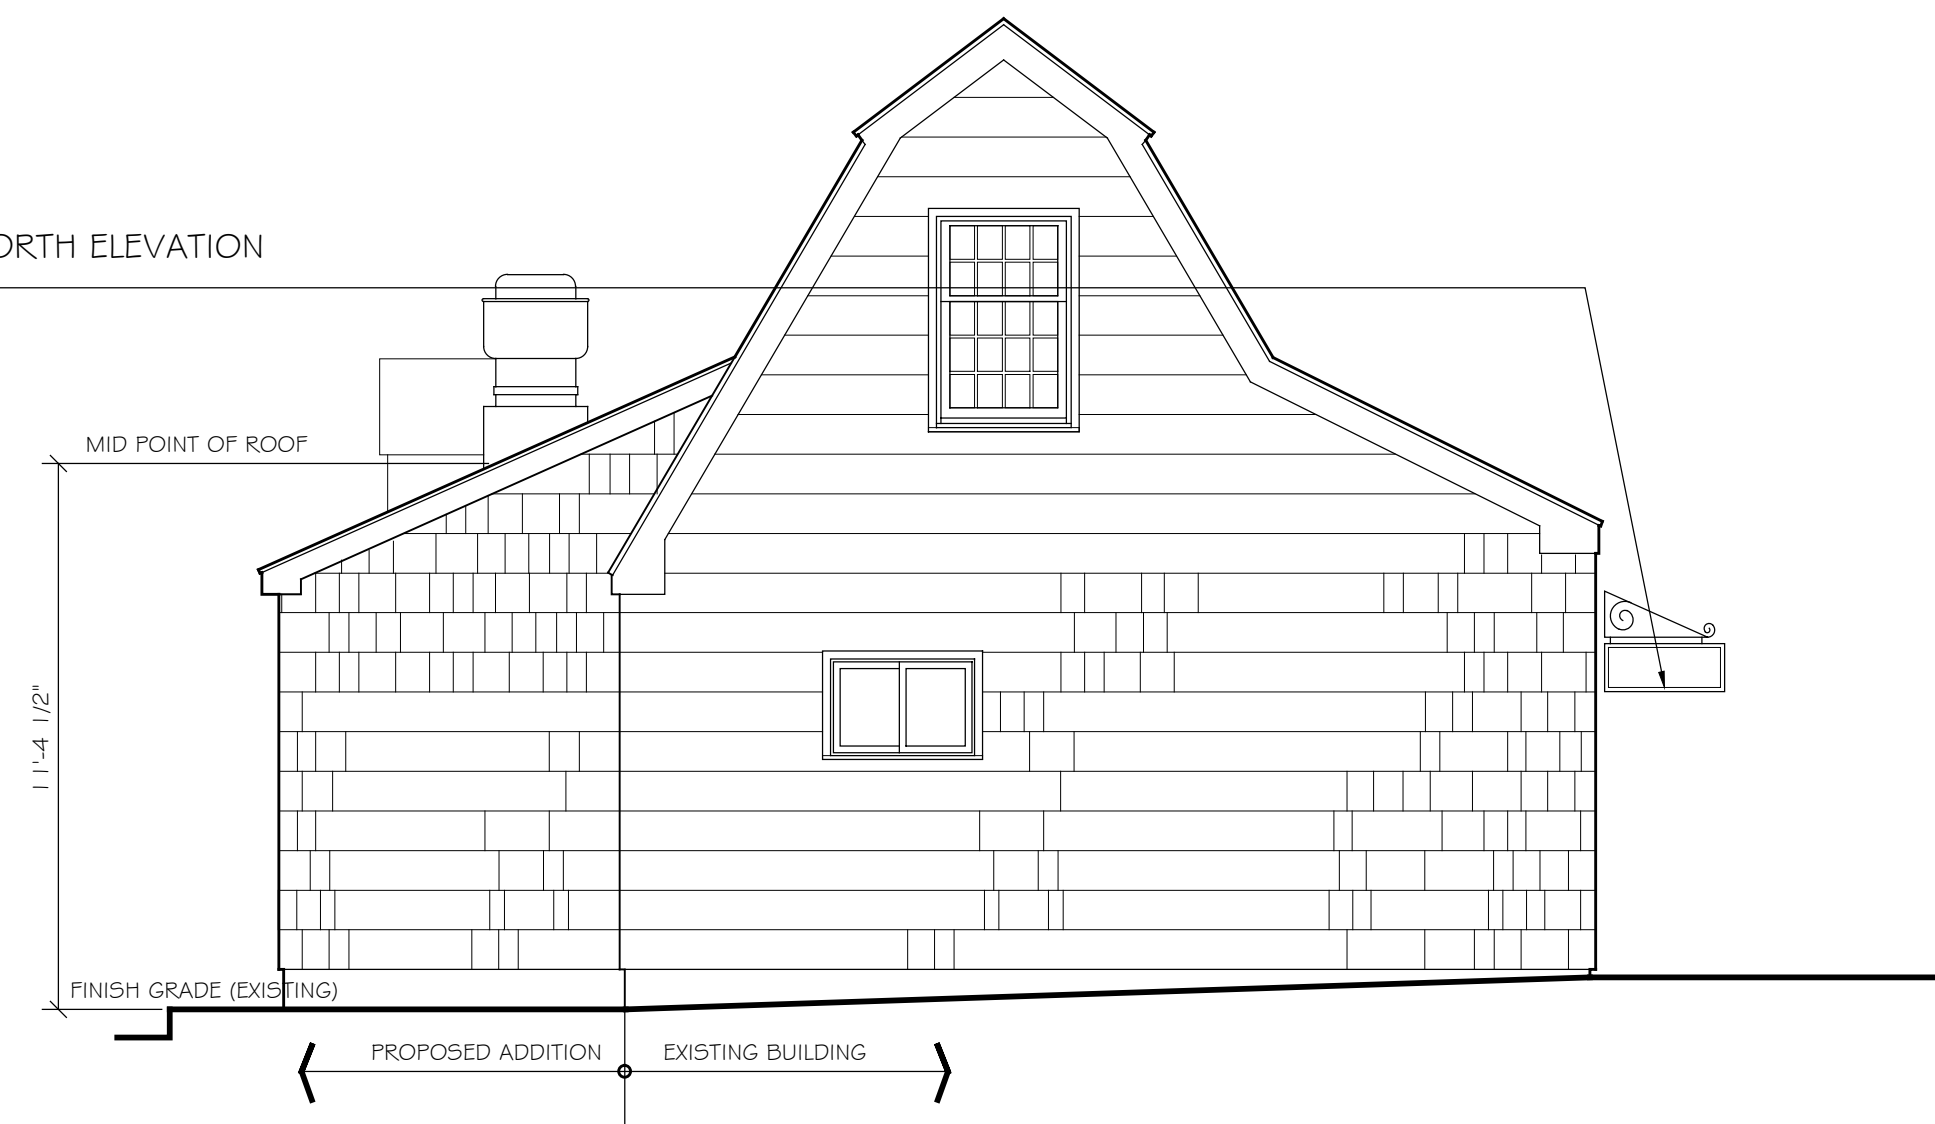 ORTH ELEVATION
MID POINT OF ROOF
11'-4 1/2"
FINISH GRADE (EXISTING)
PROPOSED ADDITION
EXISTING BUILDING